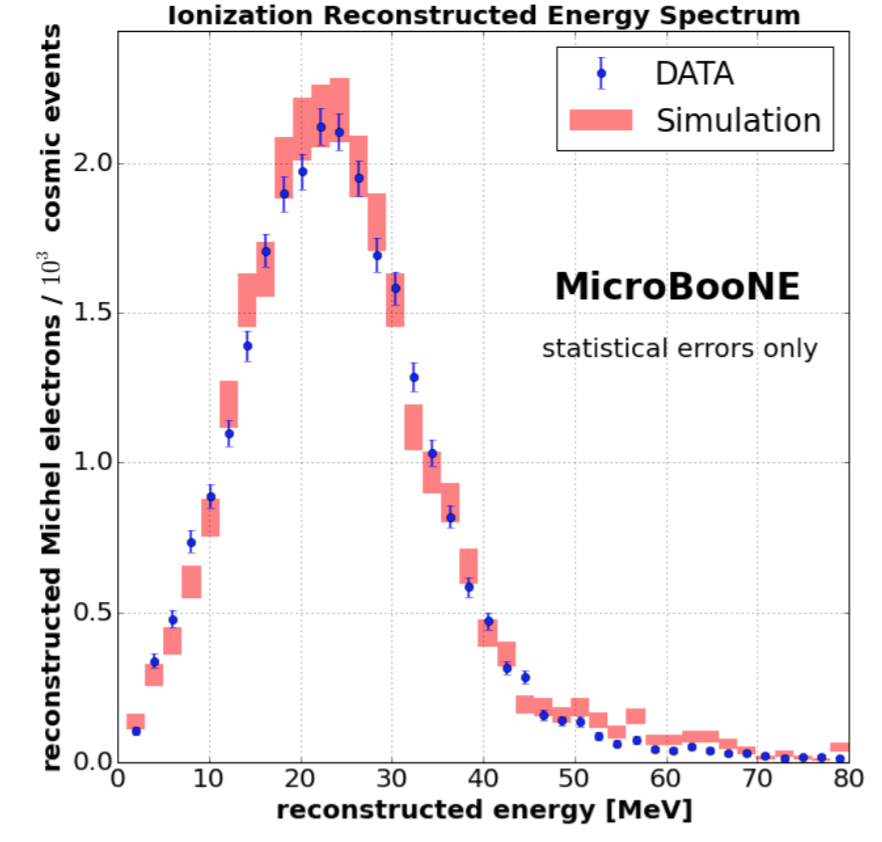 Ionization Reconstructed Energy Spectrum
reconstructed Michel electrons / 10³ cosmic events
2.0
1.5
1.0
0.5
0.0
DATA
Simulation
MicroBooNE
statistical errors only
0 10 20 30 40 50 60 70 80
reconstructed energy [MeV]